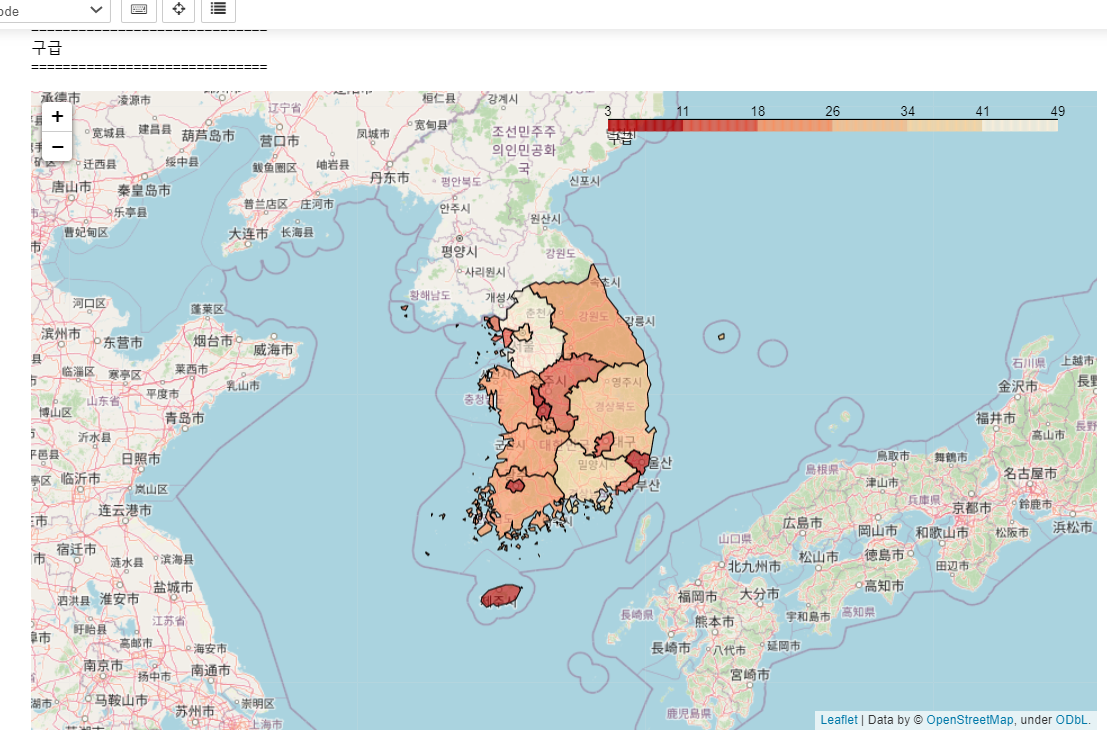 ode
==============================
구급
==============================
+
−
3 11 18 26 34 41 49
구급
承德市
凌源市
桓仁县
강계시
辽宁省
宽甸县
建昌县
宽城县
葫芦岛市
凤城市
조선민주주
의인민공화
국
营口市
迁西县
绥中县
鲅鱼圈区
岫岩县
丹东市
평안북도
신포시
唐山市
秦皇岛市
普兰店区
庄河市
안주시
乐亭县
원산시
曹妃甸区
大连市
长海县
평양시
강원도
사리원시
황해남도
개성시
속초시
河口区
蓬莱区
춘천
강원도
강릉시
滨州市
东营市
烟台市
威海市
石川県
上越市
临淄区
寒亭区
莱西市
영주시
金沢市
山东省
平度市
乳山市
충청
경상북도
博山区
青岛市
福井市
高山市
沂水县
대구
日照市
밀양시
울산
鳥取市
舞鶴市
島根県
名古屋市
临沂市
岚山区
부산
津山市
京都市
兵庫県
鈴鹿市
连云港市
広島市
岡山市
和歌山市
松阪市
浜松市
山口県
宿迁市
涟水县
滨海县
松山市
徳島市
北九州市
田辺市
盐城市
高知市
泗洪县
淮安市
제주시
福岡市
大分市
高知県
江苏省
長崎県
熊本市
宇和島市
盱眙县
高邮市
海安市
長崎市
八代市
延岡市
南京市
扬中市
南通市
宮崎市
马鞍山市
崇明区
苏州市
鹿児島県
上海市
Leaflet | Data by © OpenStreetMap, under ODbL.